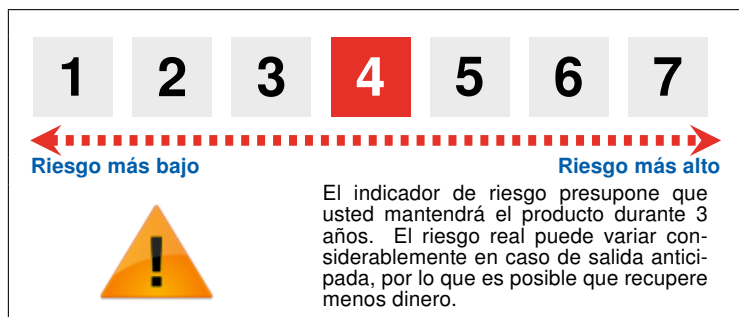 1 2 3 4 5 6 7
Riesgo más bajo Riesgo más alto
El indicador de riesgo presupone que
usted mantendrá el producto durante 3
años. El riesgo real puede variar con-
siderablemente en caso de salida antici-
pada, por lo que es posible que recupere
menos dinero.